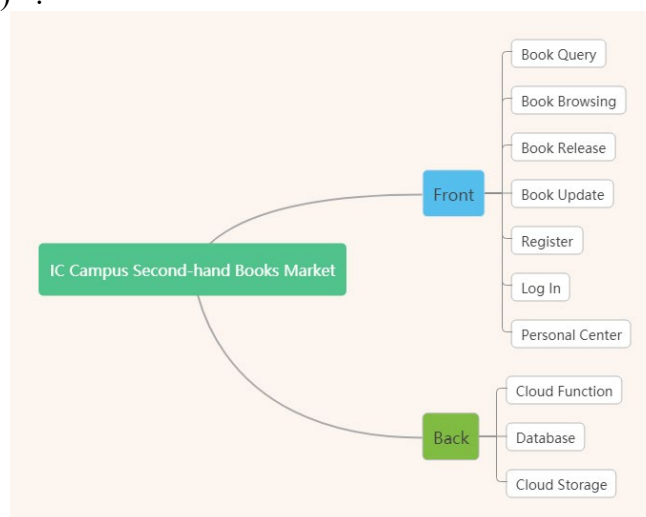 ) :
IC Campus Second-hand Books Market
Front
Book Query
Book Browsing
Book Release
Book Update
Register
Log In
Personal Center
Back
Cloud Function
Database
Cloud Storage